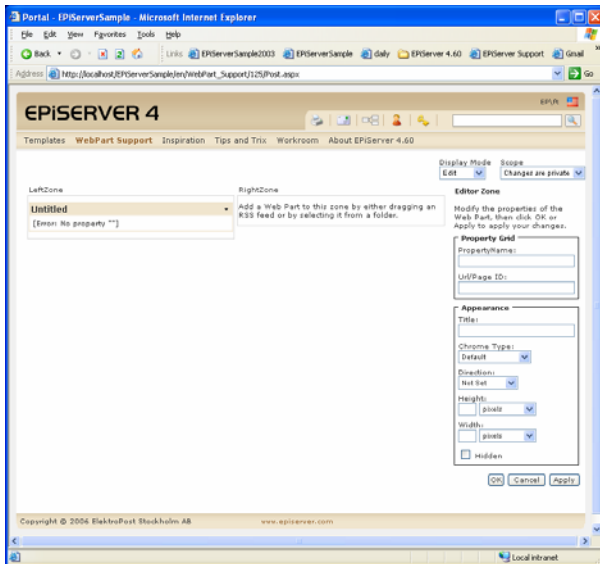 Portal - EPiServerSample - Microsoft Internet Explorer
File Edit View Favorites Tools Help
Back Links EPiServerSample2003 EPiServerSample daily EPiServer 4.60 EPiServer Support Gmail
Address http://localhost/EPiServerSample/en/WebPart_Support/125/Post.aspx Go
EPiSERVER 4
Templates WebPart Support Inspiration Tips and Trix Workroom About EPiServer 4.60
Display Mode Scope
Edit Changes are private
LeftZone RightZone Editor Zone
Untitled
[Error: No property ""]
Add a Web Part to this zone by either dragging an
RSS feed or by selecting it from a folder.
Modify the properties of the
Web Part, then click OK or
Apply to apply your changes.
Property Grid
PropertyName:
Url/Page ID:
Appearance
Title:
Chrome Type:
Default
Direction:
Not Set
Height:
pixels
Width:
pixels
Hidden
OK Cancel Apply
Copyright © 2006 ElektroPost Stockholm AB www.episerver.com
Local intranet